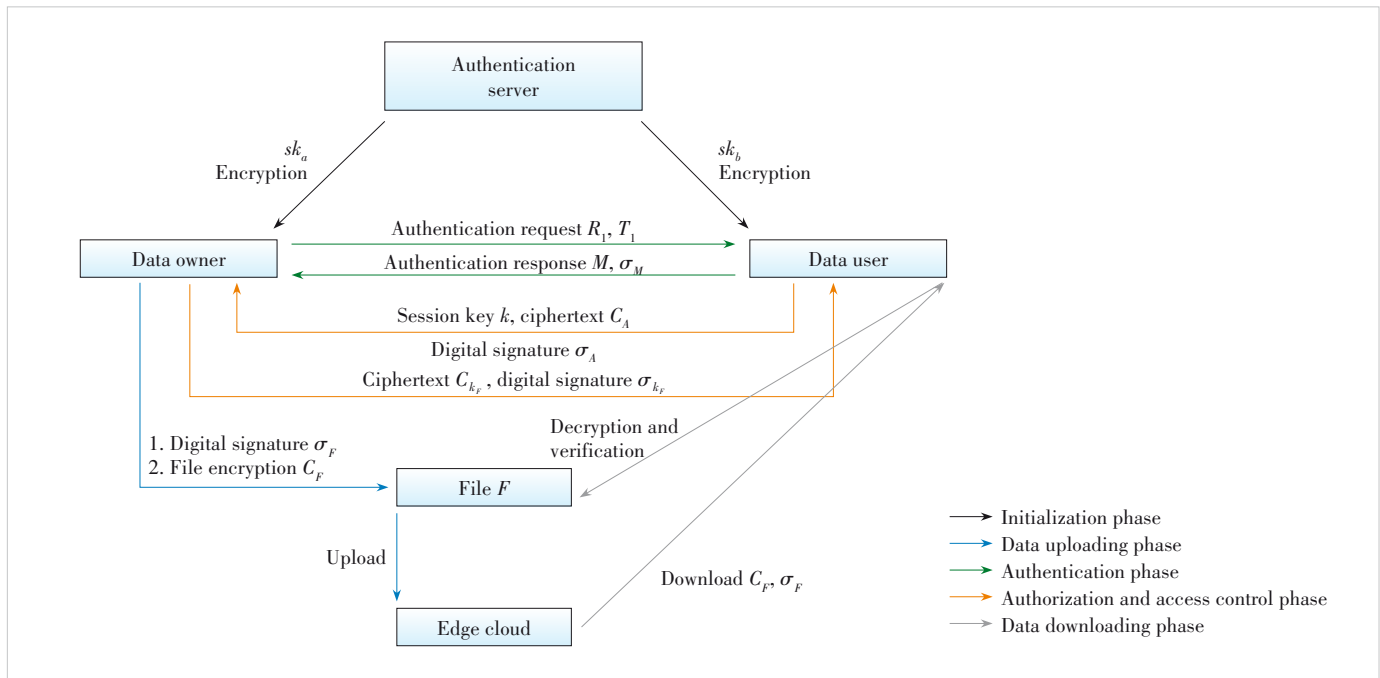 Authentication
server
sk_a
Encryption
sk_b
Encryption
Authentication request R_1, T_1
Data owner
Data user
Authentication response M, σ_M
Session key k, ciphertext C_A
Digital signature σ_A
Ciphertext C_{k_F}, digital signature σ_{k_F}
1. Digital signature σ_F
2. File encryption C_F
Decryption and
verification
File F
Upload
Download C_F, σ_F
Edge cloud
Initialization phase
Data uploading phase
Authentication phase
Authorization and access control phase
Data downloading phase